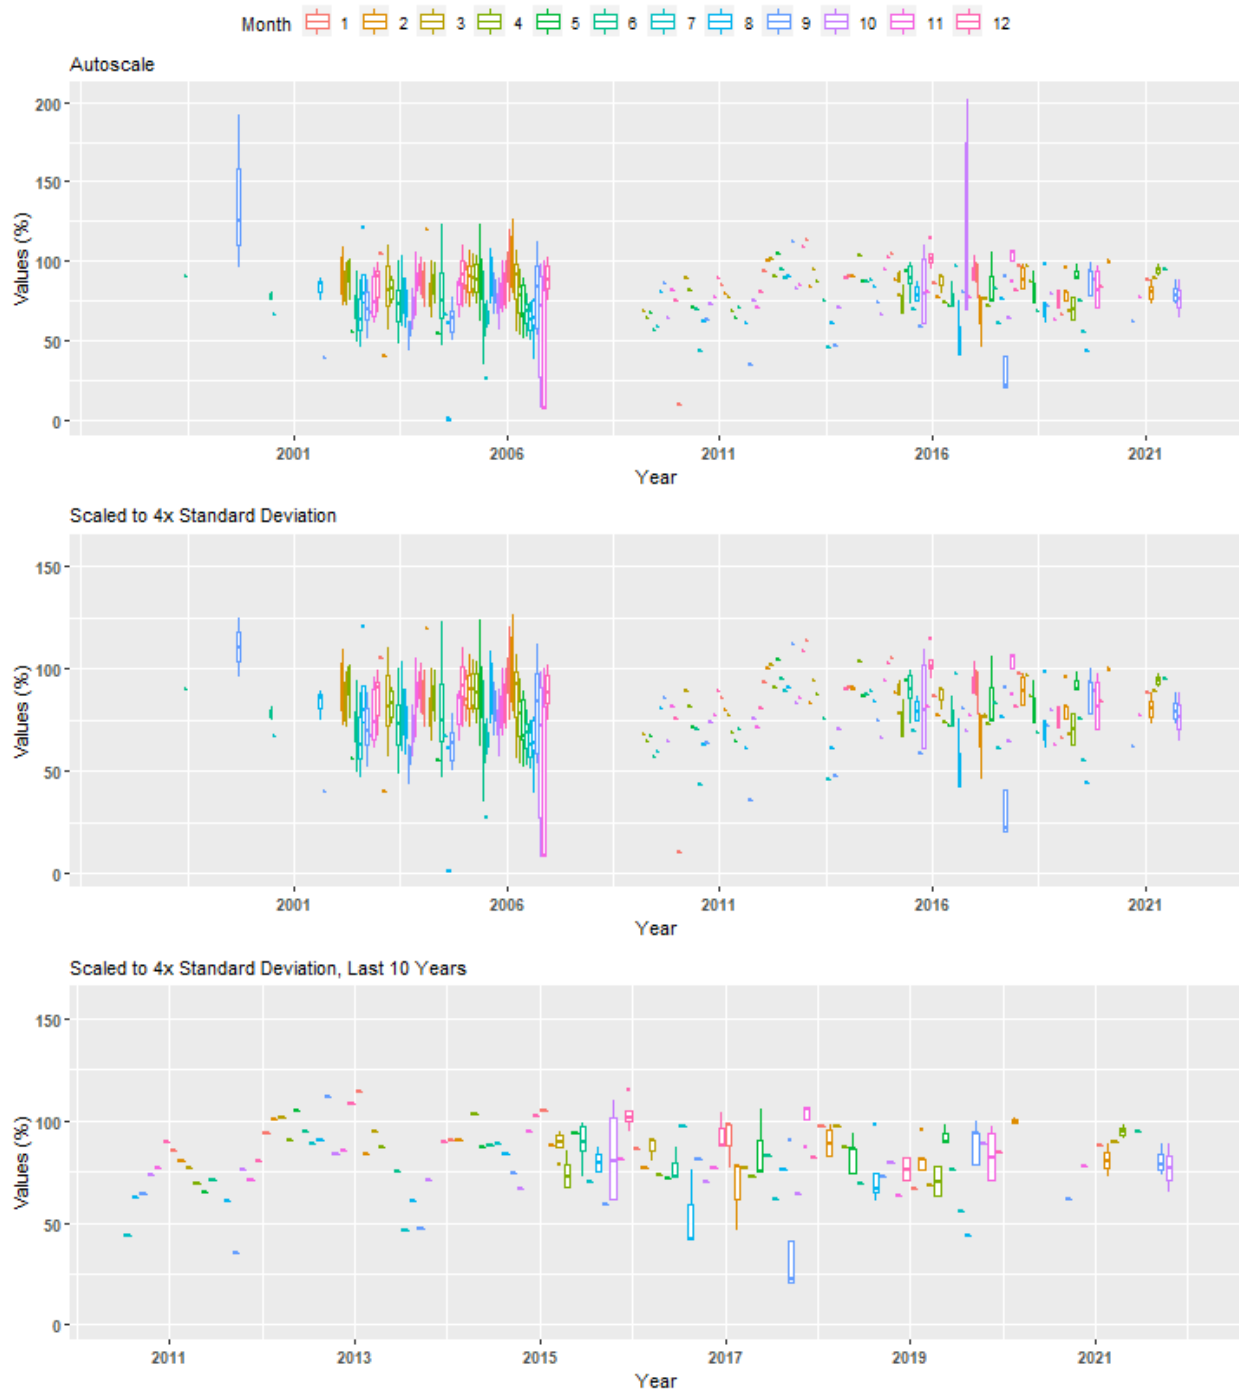 Month 1 2 3 4 5 6 7 8 9 10 11 12
Autoscale
200
150
100
50
0
Values (%)
2001 2006 2011 2016 2021
Year
Scaled to 4x Standard Deviation
150
100
50
0
Values (%)
2001 2006 2011 2016 2021
Year
Scaled to 4x Standard Deviation, Last 10 Years
150
100
50
0
Values (%)
2011 2013 2015 2017 2019 2021
Year